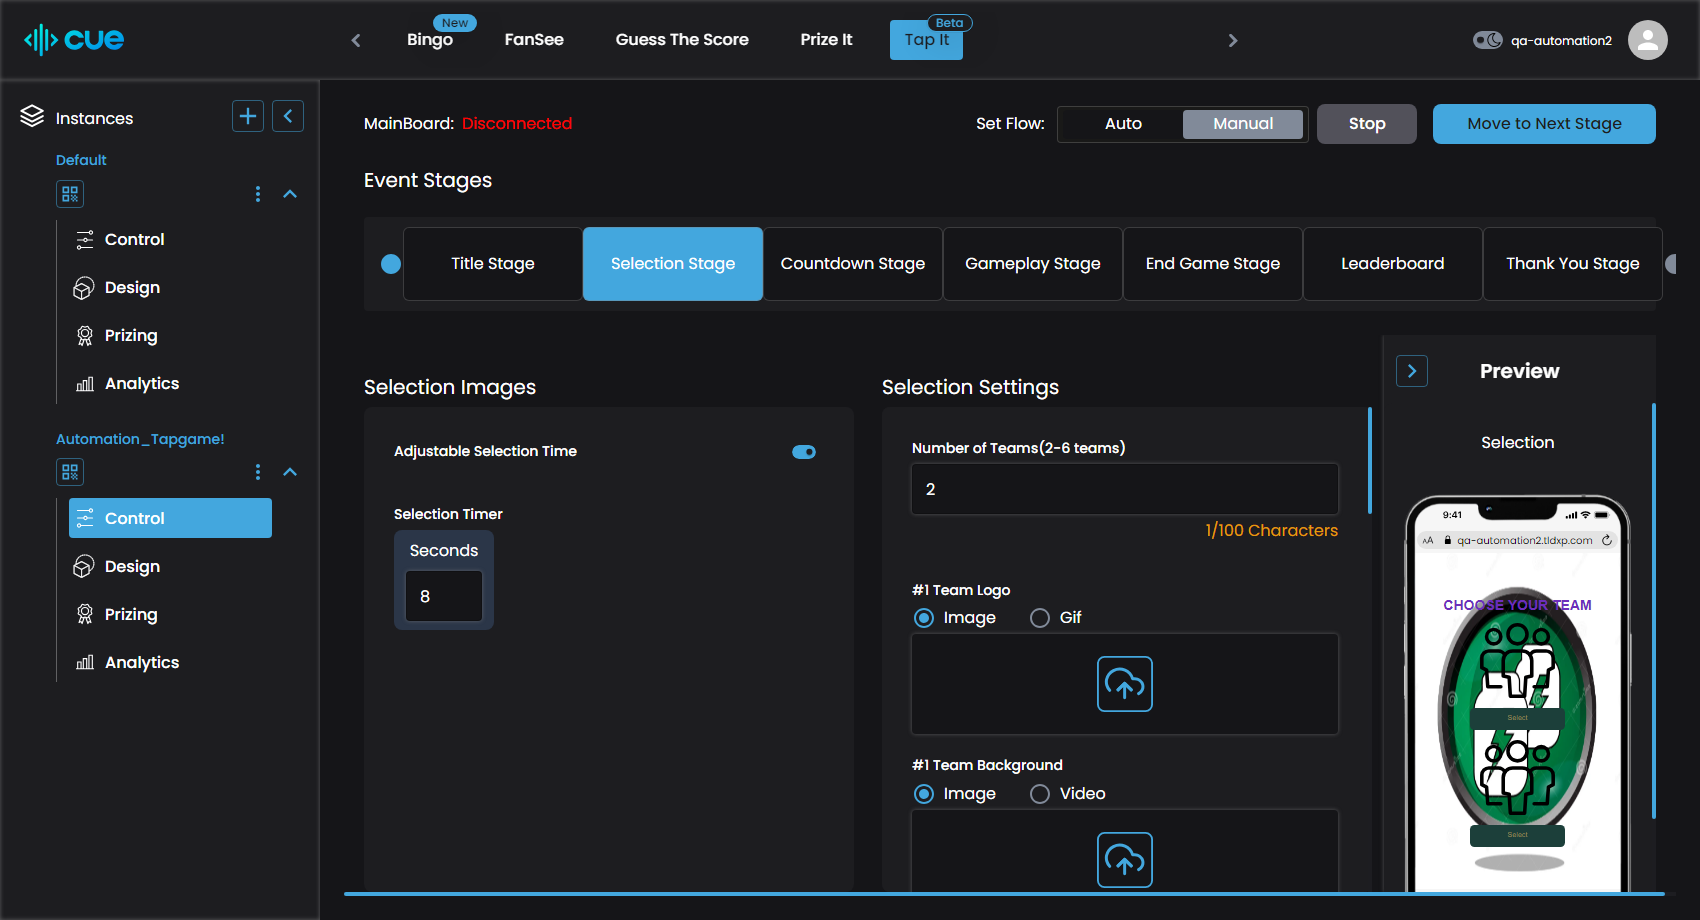 cue
New
Bingo
FanSee
Guess The Score
Prize It
Beta
Tap It
qa-automation2
Instances
Default
Control
Design
Prizing
Analytics
Automation_Tapgame!
Control
Design
Prizing
Analytics
MainBoard: Disconnected
Set Flow:
Auto
Manual
Stop
Move to Next Stage
Event Stages
Title Stage
Selection Stage
Countdown Stage
Gameplay Stage
End Game Stage
Leaderboard
Thank You Stage
Selection Images
Adjustable Selection Time
Selection Timer
Seconds
8
Selection Settings
Number of Teams(2-6 teams)
2
1/100 Characters
#1 Team Logo
Image
Gif
#1 Team Background
Image
Video
Preview
Selection
9:41
AA
qa-automation2.tldxp.com
CHOOSE YOUR TEAM
Select
Select